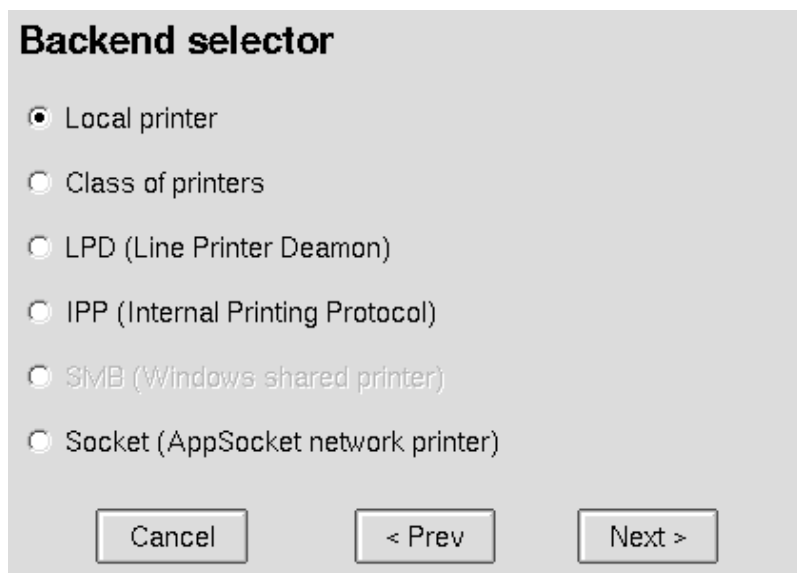 Backend selector
Local printer
Class of printers
LPD (Line Printer Deamon)
IPP (Internal Printing Protocol)
SMB (Windows shared printer)
Socket (AppSocket network printer)
Cancel < Prev Next >